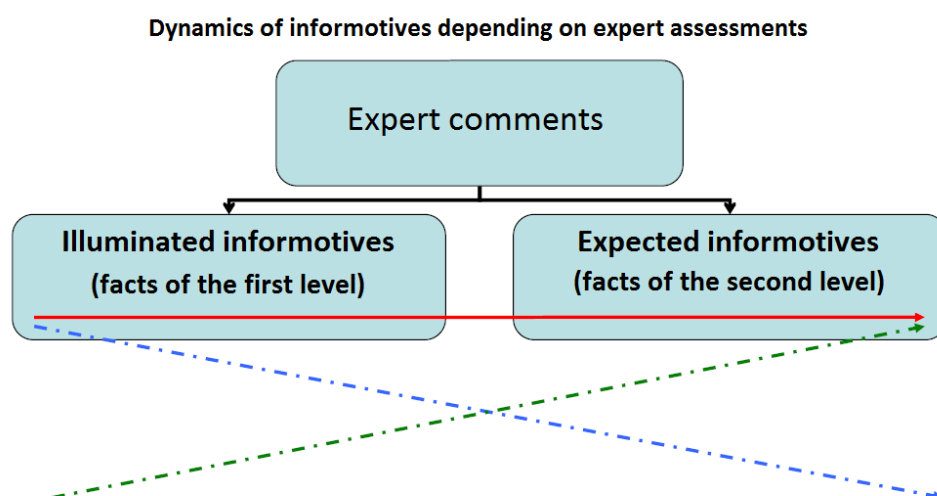 Dynamics of informotives depending on expert assessments
Expert comments
Illuminated informotives
(facts of the first level)
Expected informotives
(facts of the second level)